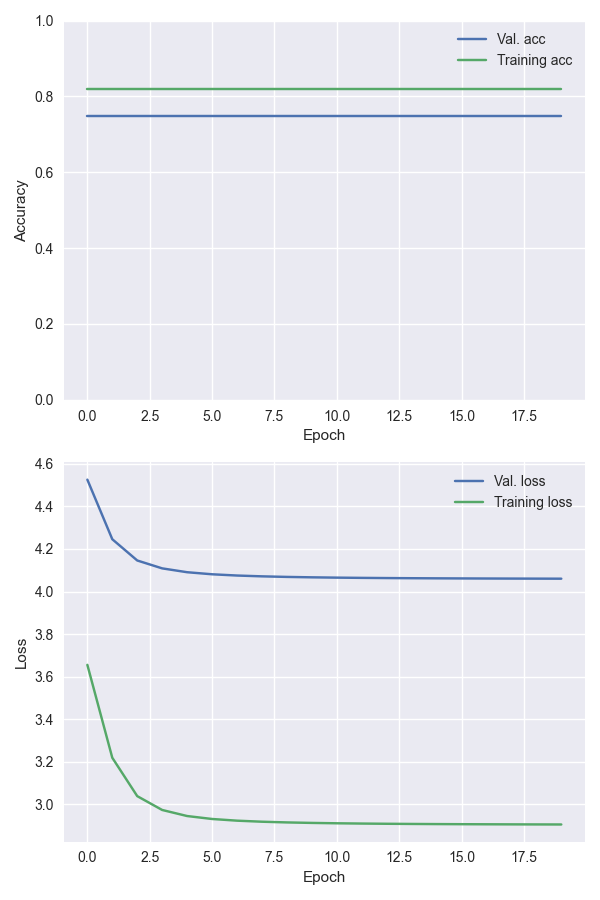 1.0
0.8
0.6
0.4
0.2
0.0
Accuracy
Val. acc
Training acc
0.0 2.5 5.0 7.5 10.0 12.5 15.0 17.5
Epoch
4.6
4.4
4.2
4.0
3.8
3.6
3.4
3.2
3.0
Loss
Val. loss
Training loss
0.0 2.5 5.0 7.5 10.0 12.5 15.0 17.5
Epoch